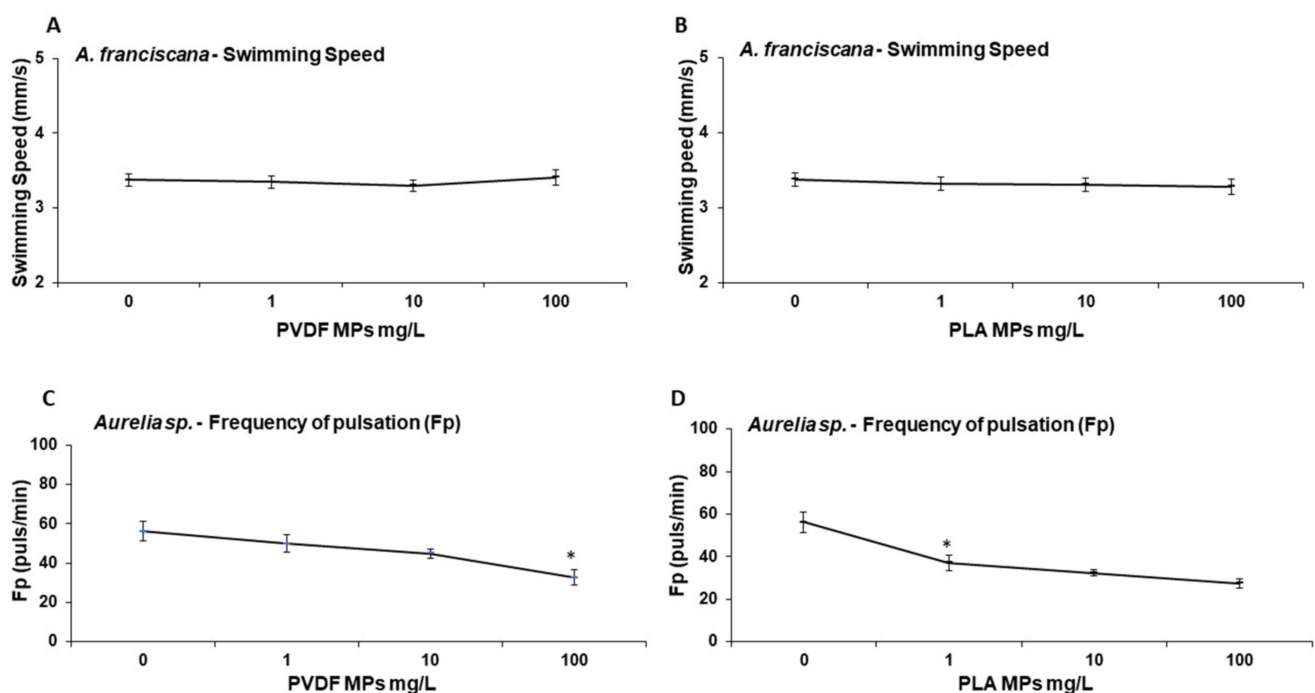 A
A. franciscana - Swimming Speed
Swimming Speed (mm/s)
5
4
3
2
0 1 10 100
PVDF MPs mg/L
B
A. franciscana - Swimming Speed
Swimming peed (mm/s)
5
4
3
2
0 1 10 100
PLA MPs mg/L
C
Aurelia sp. - Frequency of pulsation (Fp)
Fp (puls/min)
100
80
60
40
20
0
*
0 1 10 100
PVDF MPs mg/L
D
Aurelia sp. - Frequency of pulsation (Fp)
Fp (puls/min)
100
80
60
40
20
0
*
0 1 10 100
PLA MPs mg/L